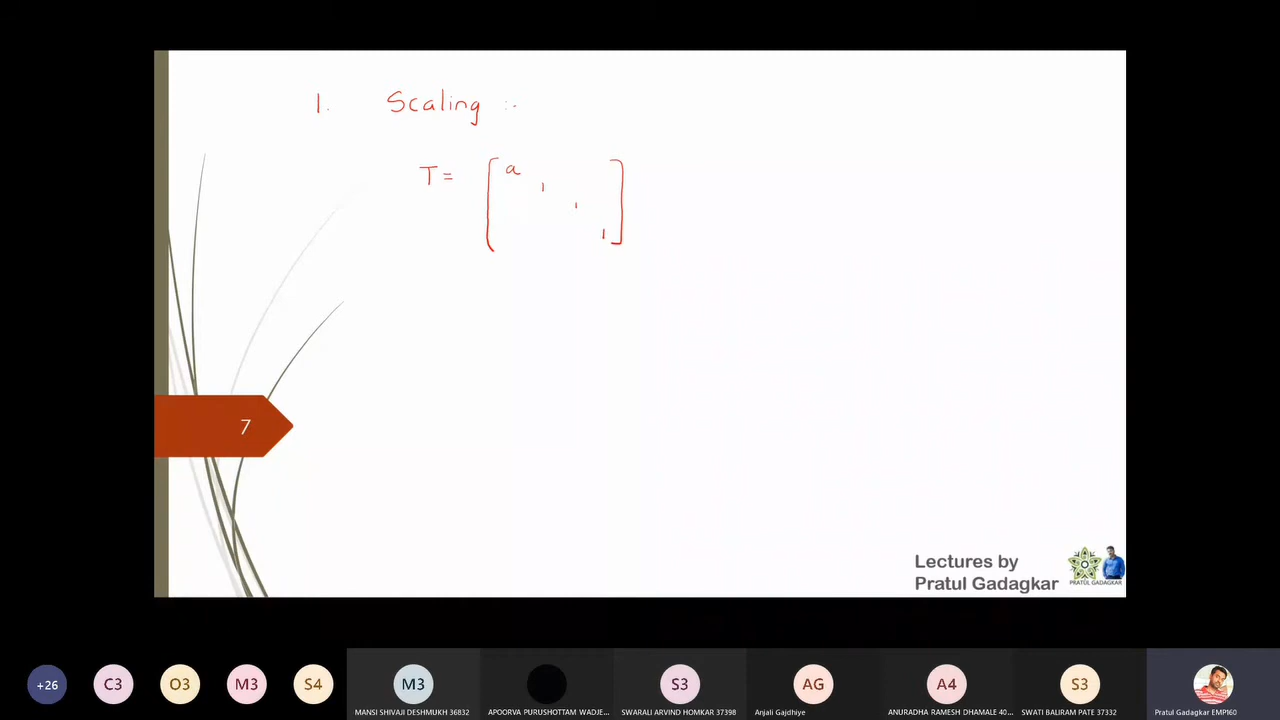 1. Scaling :-
T = [ a
1
1
1 ]
7
Lectures by
Pratul Gadagkar
PRATUL GADAGKAR
+26
C3
O3
M3
S4
M3
S3
AG
A4
S3
MANSI SHIVAJI DESHMUKH 36832
APOORVA PURUSHOTTAM WADJE...
SWARALI ARVIND HOMKAR 37398
Anjali Gajdhiye
ANURADHA RAMESH DHAMALE 40...
SWATI BALIRAM PATE 37332
Pratul Gadagkar EMP160